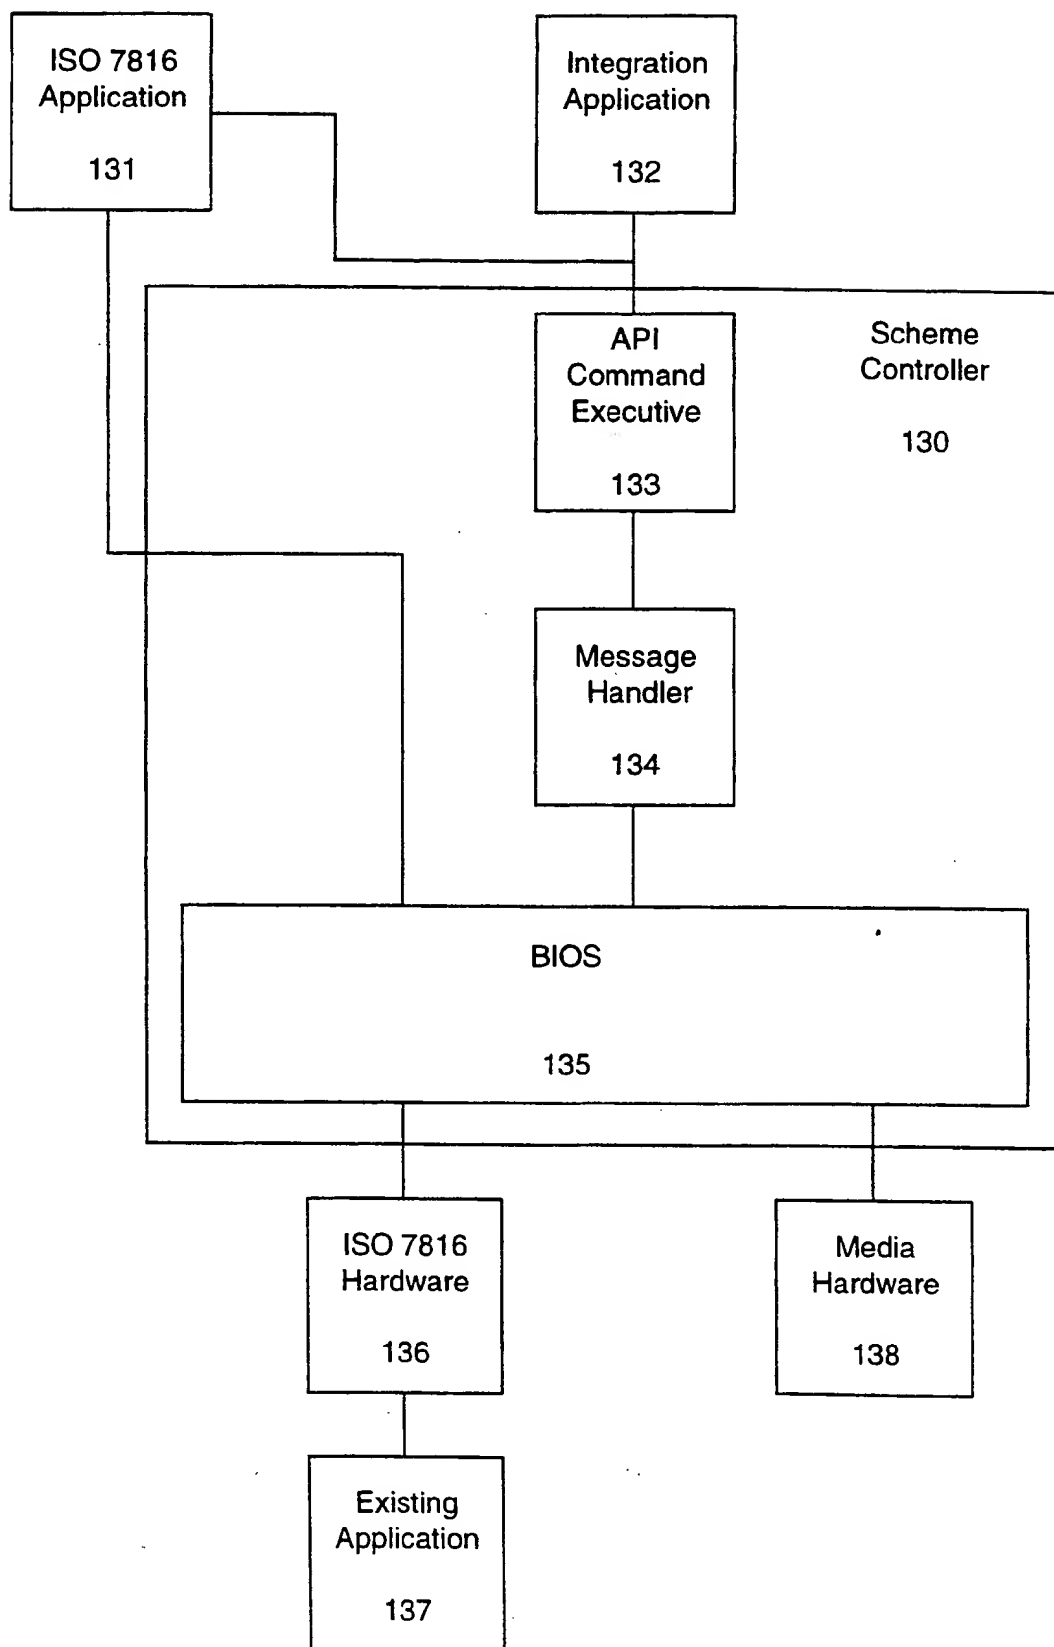 ISO 7816
Application
131
Integration
Application
132
API
Command
Executive
133
Scheme
Controller
130
Message
Handler
134
BIOS
135
ISO 7816
Hardware
136
Media
Hardware
138
Existing
Application
137